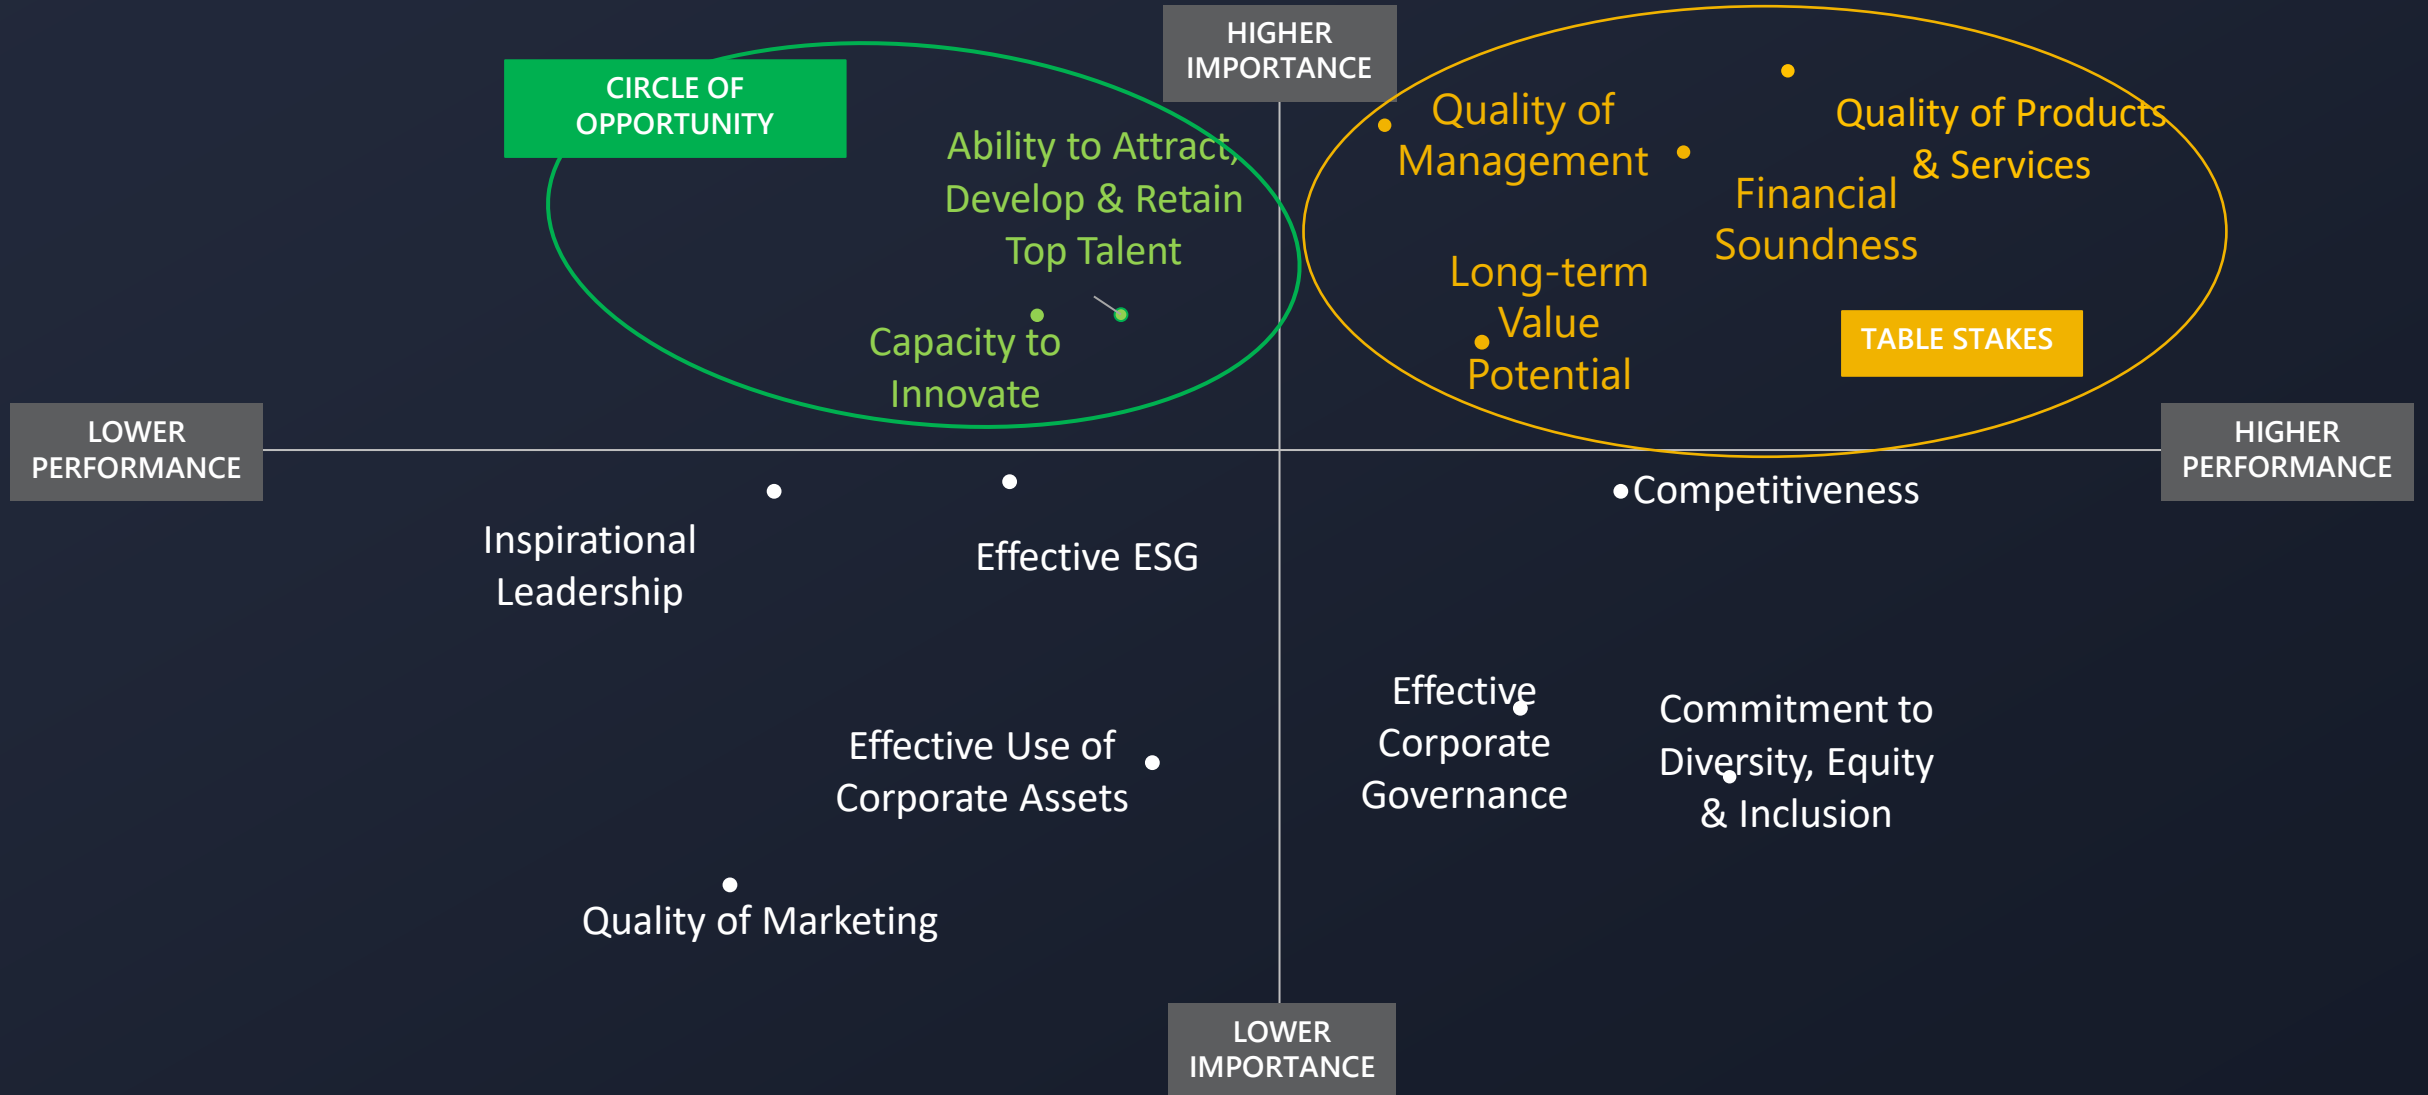 HIGHER
IMPORTANCE
CIRCLE OF
OPPORTUNITY
Ability to Attract,
Develop & Retain
Top Talent
Capacity to
Innovate
Quality of
Management
Quality of Products
& Services
Financial
Soundness
Long-term
Value
Potential
TABLE STAKES
LOWER
PERFORMANCE
HIGHER
PERFORMANCE
Inspirational
Leadership
Effective ESG
Competitiveness
Effective Use of
Corporate Assets
Effective
Corporate
Governance
Commitment to
Diversity, Equity
& Inclusion
Quality of Marketing
LOWER
IMPORTANCE